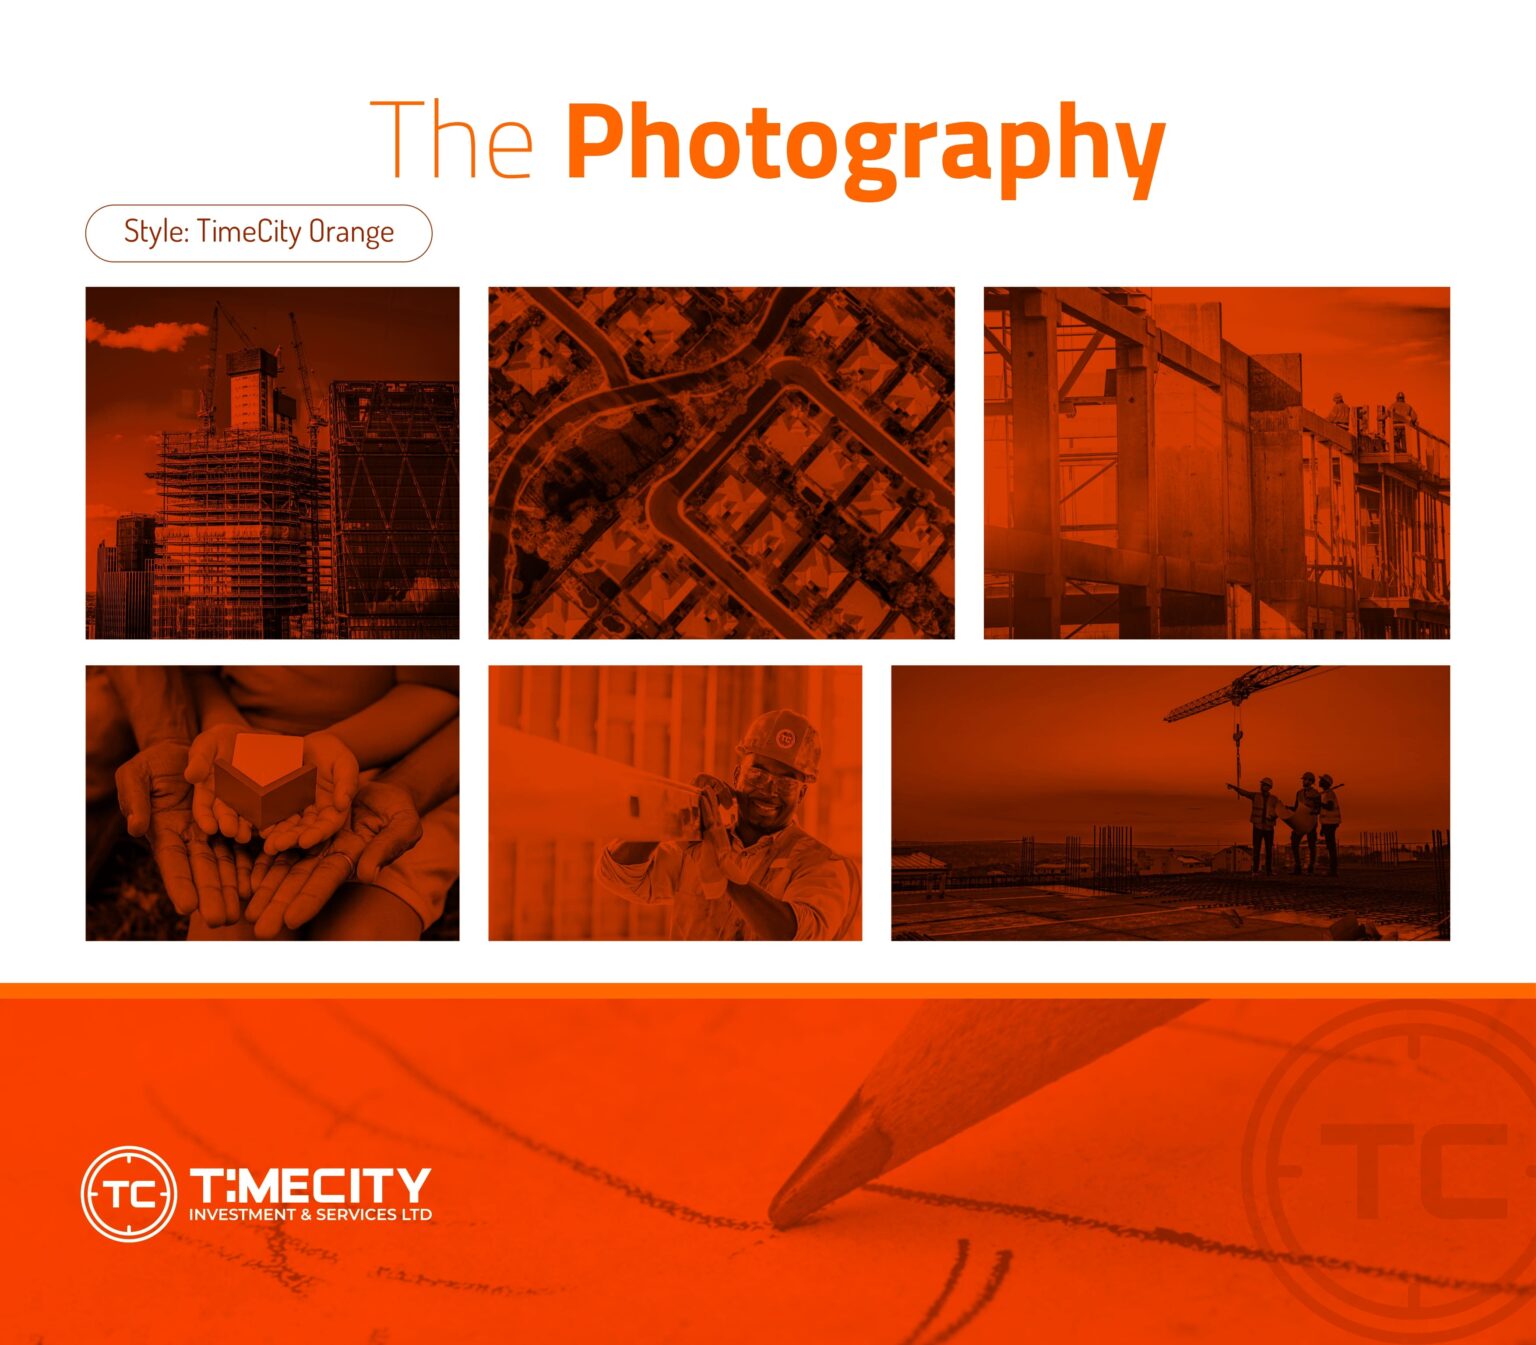 The Photography
Style: TimeCity Orange
TC
TC TIMECITY
INVESTMENT & SERVICES LTD
TC